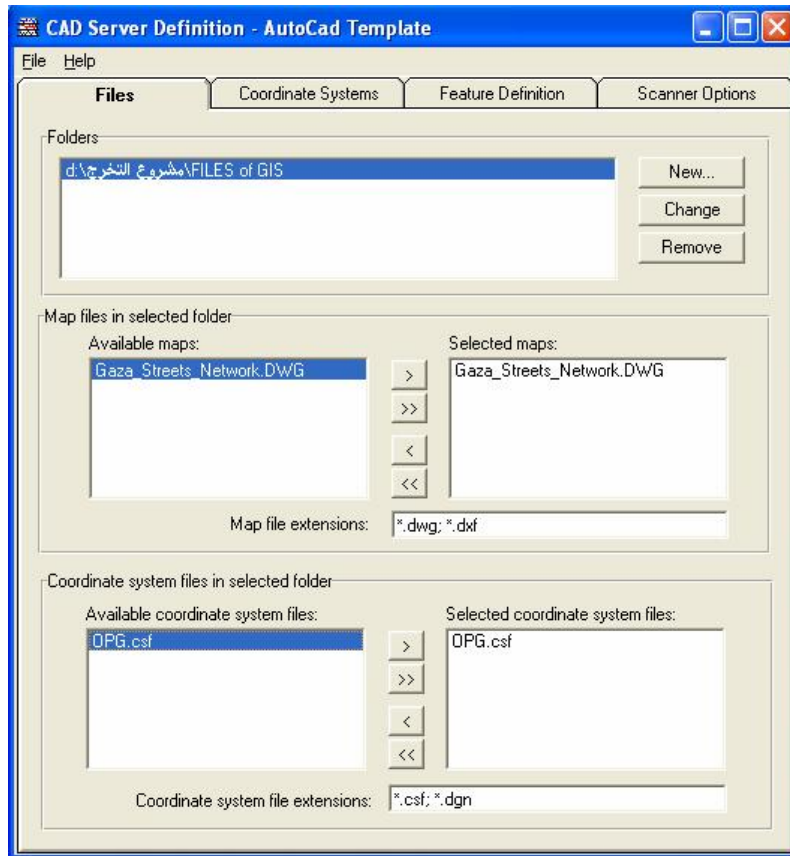 CAD Server Definition - AutoCad Template
File Help
Files Coordinate Systems Feature Definition Scanner Options
Folders
d:\مشروع التخرج\FILES of GIS
New...
Change
Remove
Map files in selected folder
Available maps: Selected maps:
Gaza_Streets_Network.DWG > Gaza_Streets_Network.DWG
>>
<
<<
Map file extensions: *.dwg; *.dxf
Coordinate system files in selected folder
Available coordinate system files: Selected coordinate system files:
OPG.csf > OPG.csf
>>
<
<<
Coordinate system file extensions: *.csf; *.dgn